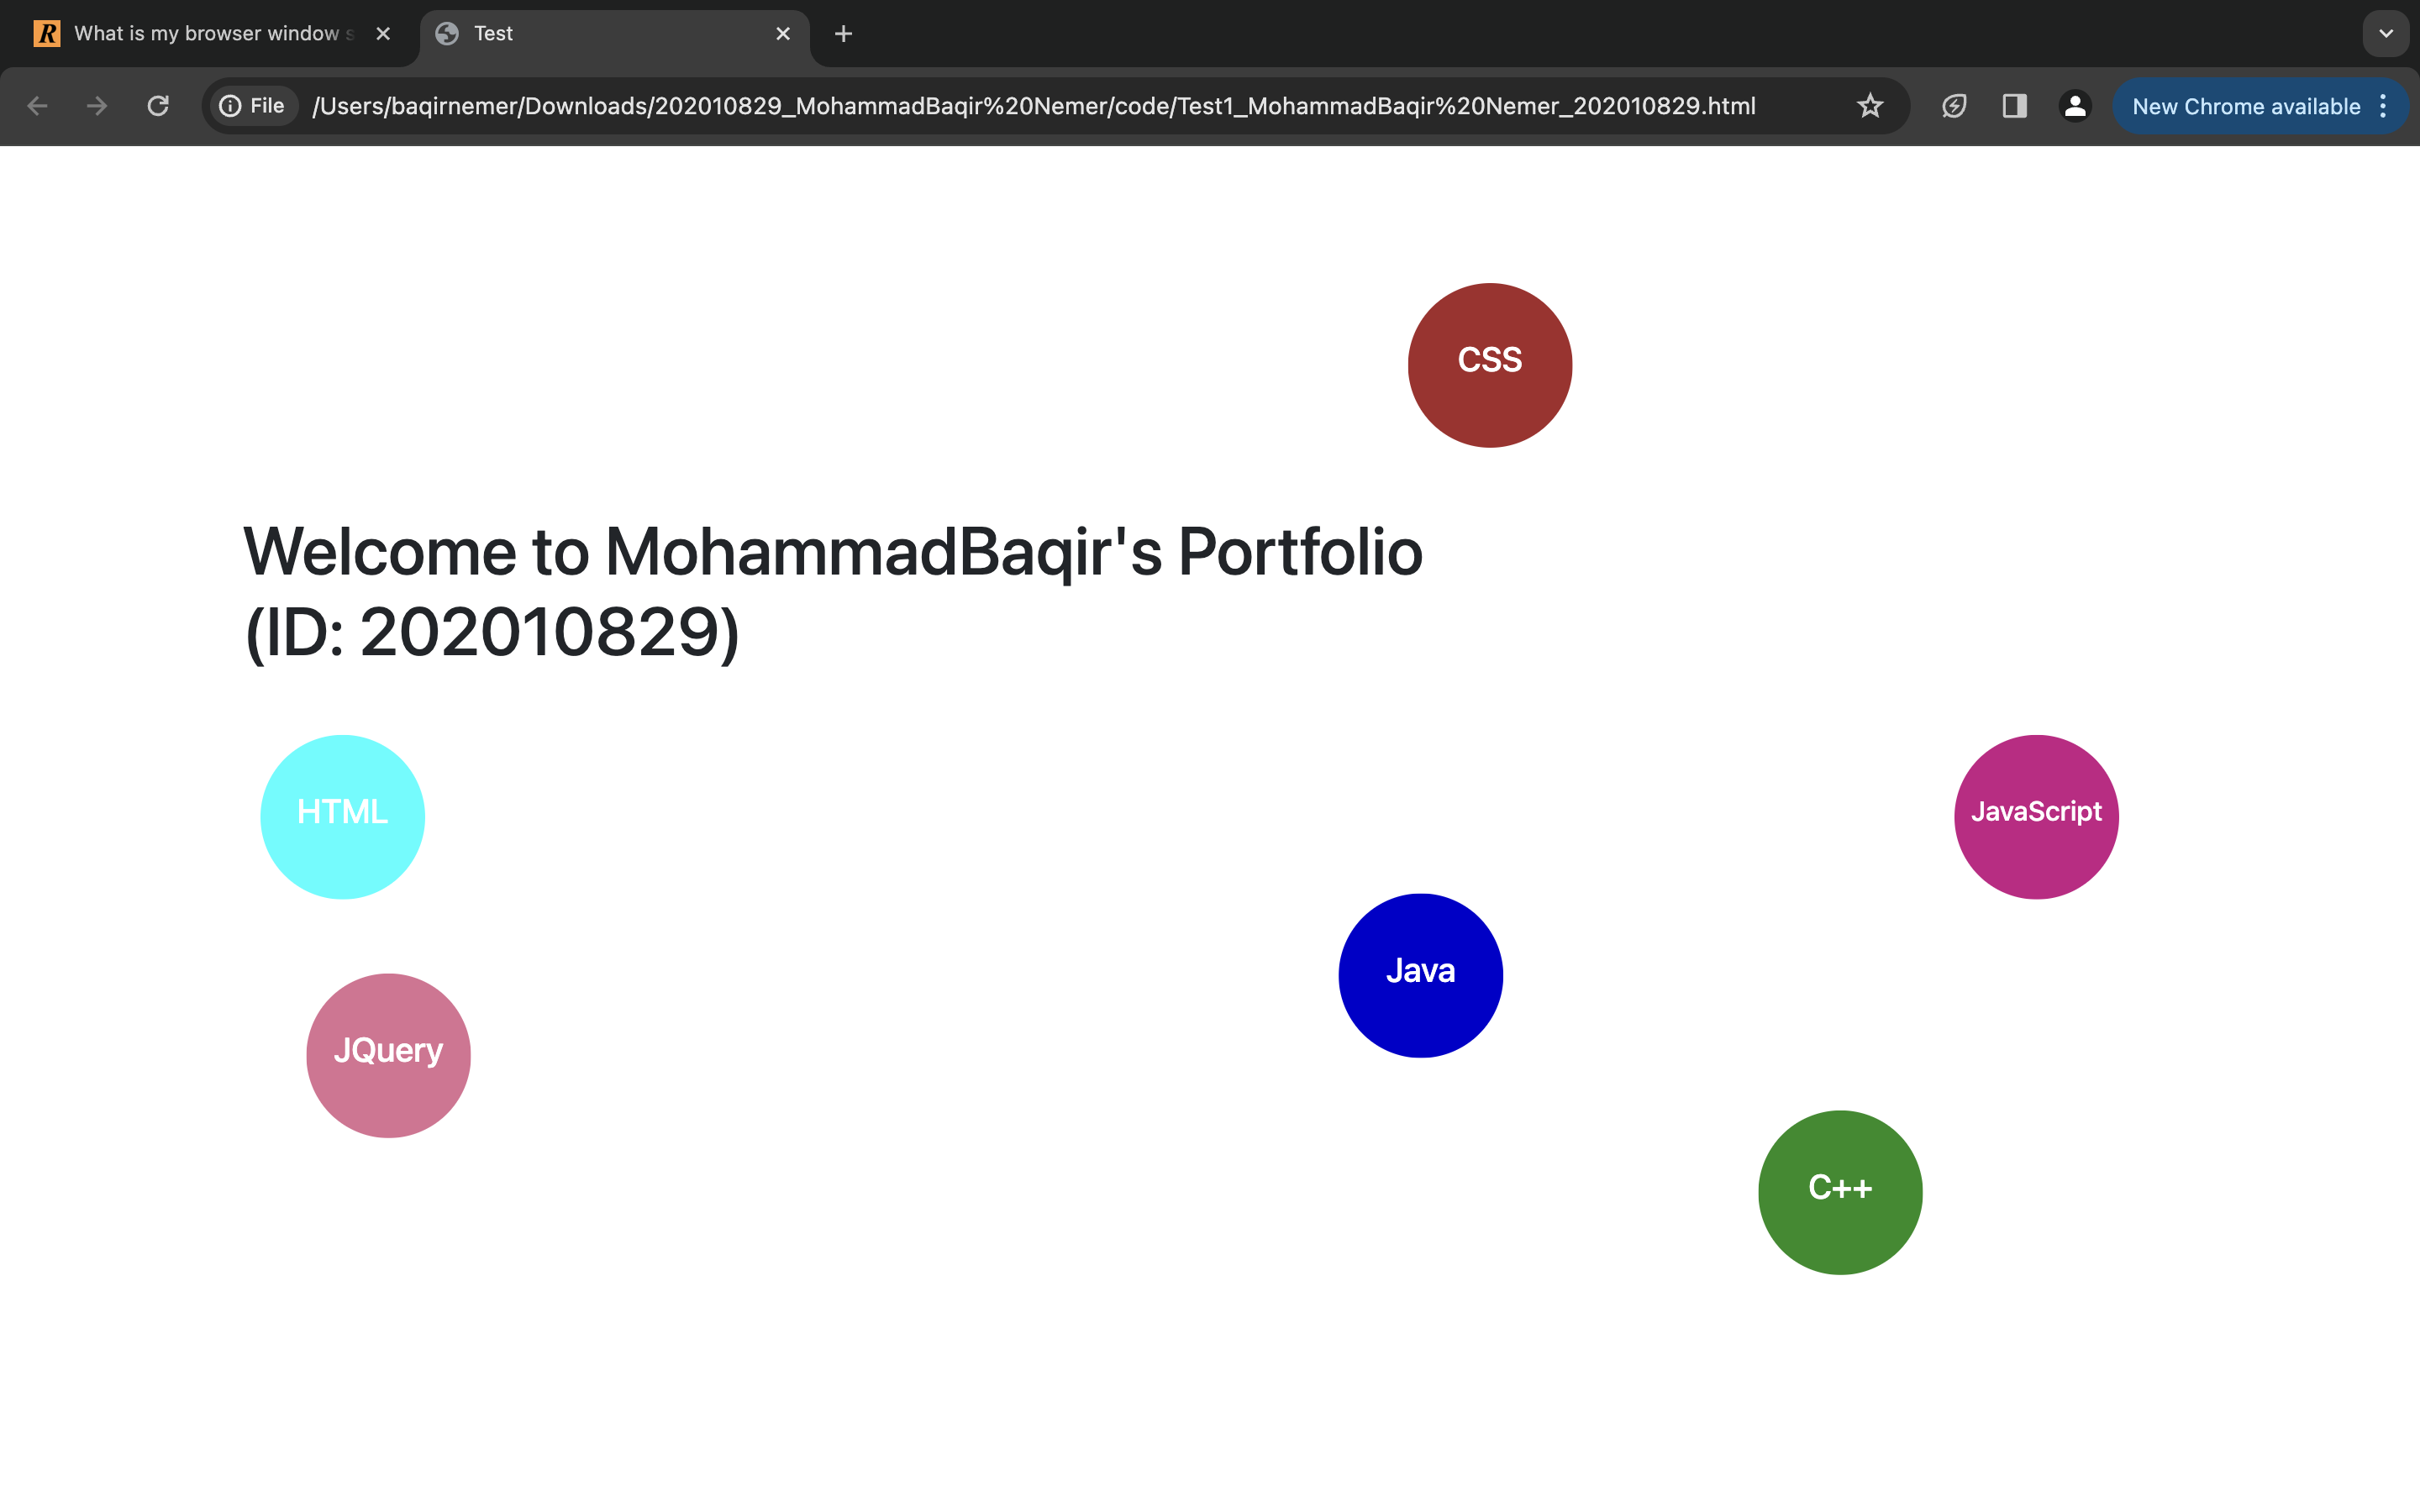 What is my browser window s
Test
File
/Users/baqirnemer/Downloads/202010829_MohammadBaqir%20Nemer/code/Test1_MohammadBaqir%20Nemer_202010829.html
New Chrome available
CSS
Welcome to MohammadBaqir's Portfolio
(ID: 202010829)
HTML
JavaScript
Java
JQuery
C++